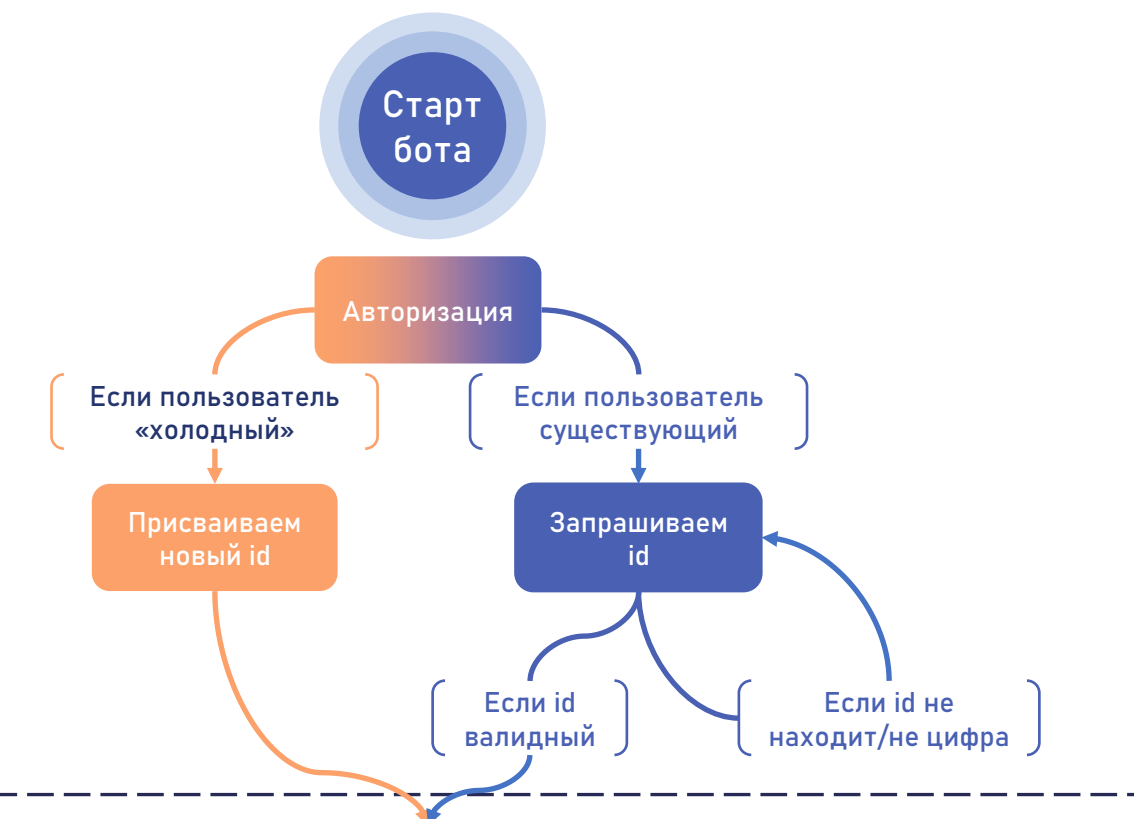 Старт
бота
Авторизация
Если пользователь
«холодный»
Если пользователь
существующий
Присваиваем
новый id
Запрашиваем
id
Если id
валидный
Если id не
находит/не цифра